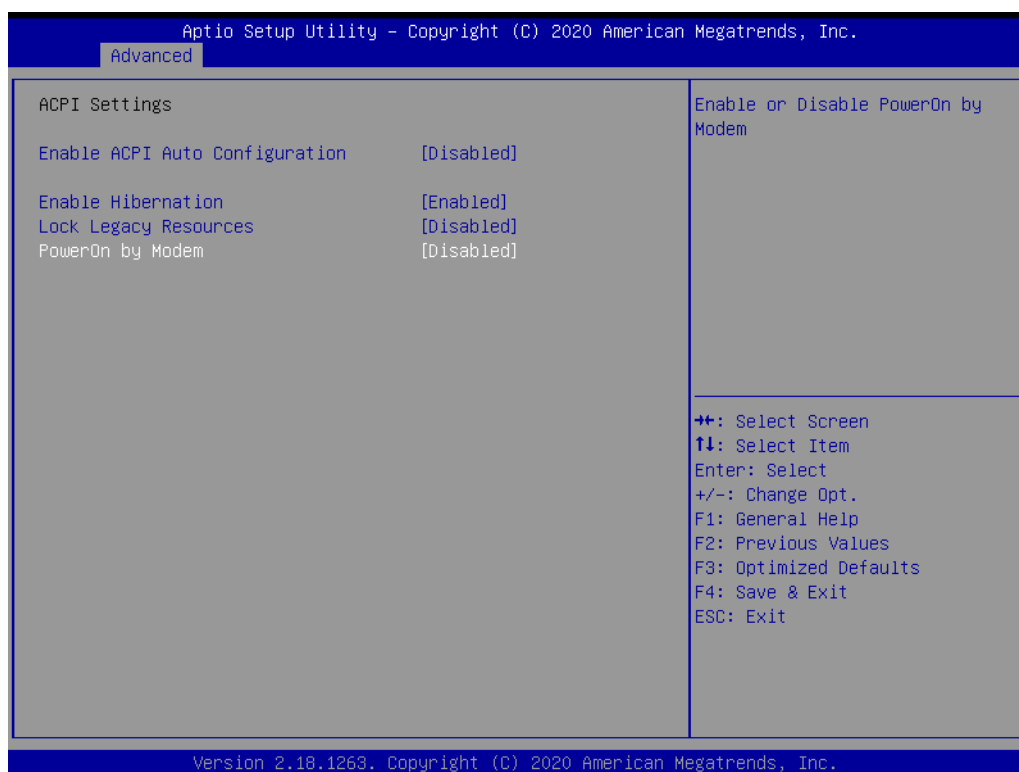 Aptio Setup Utility – Copyright (C) 2020 American Megatrends, Inc.
Advanced
ACPI Settings
Enable ACPI Auto Configuration [Disabled]
Enable Hibernation [Enabled]
Lock Legacy Resources [Disabled]
PowerOn by Modem [Disabled]
Enable or Disable PowerOn by
Modem
→←: Select Screen
↑↓: Select Item
Enter: Select
+/-: Change Opt.
F1: General Help
F2: Previous Values
F3: Optimized Defaults
F4: Save & Exit
ESC: Exit
Version 2.18.1263. Copyright (C) 2020 American Megatrends, Inc.